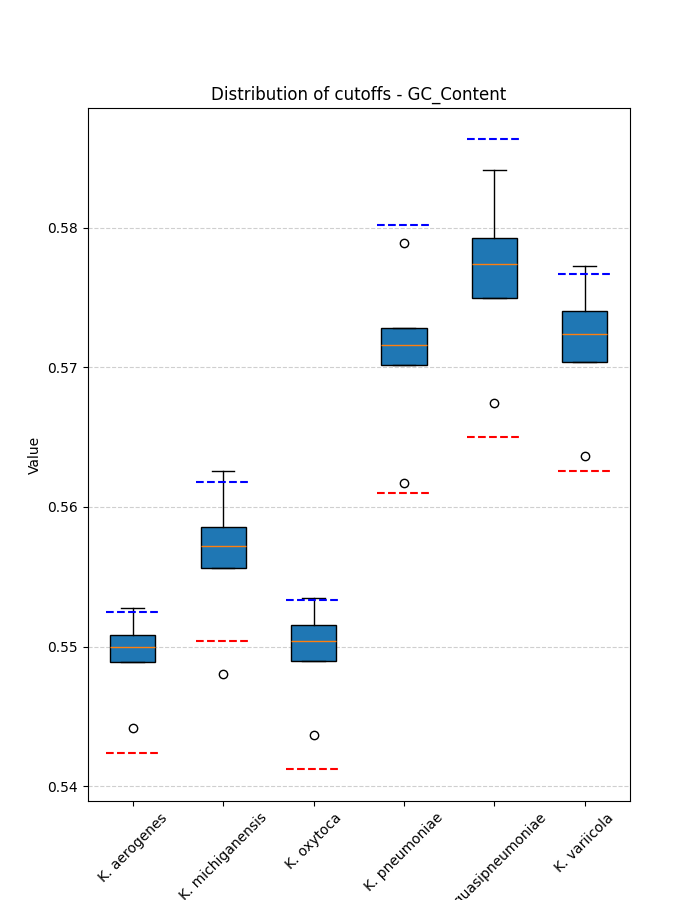 Distribution of cutoffs - GC_Content
Value
0.58
0.57
0.56
0.55
0.54
K. aerogenes
K. michiganensis
K. oxytoca
K. pneumoniae
K. variicola